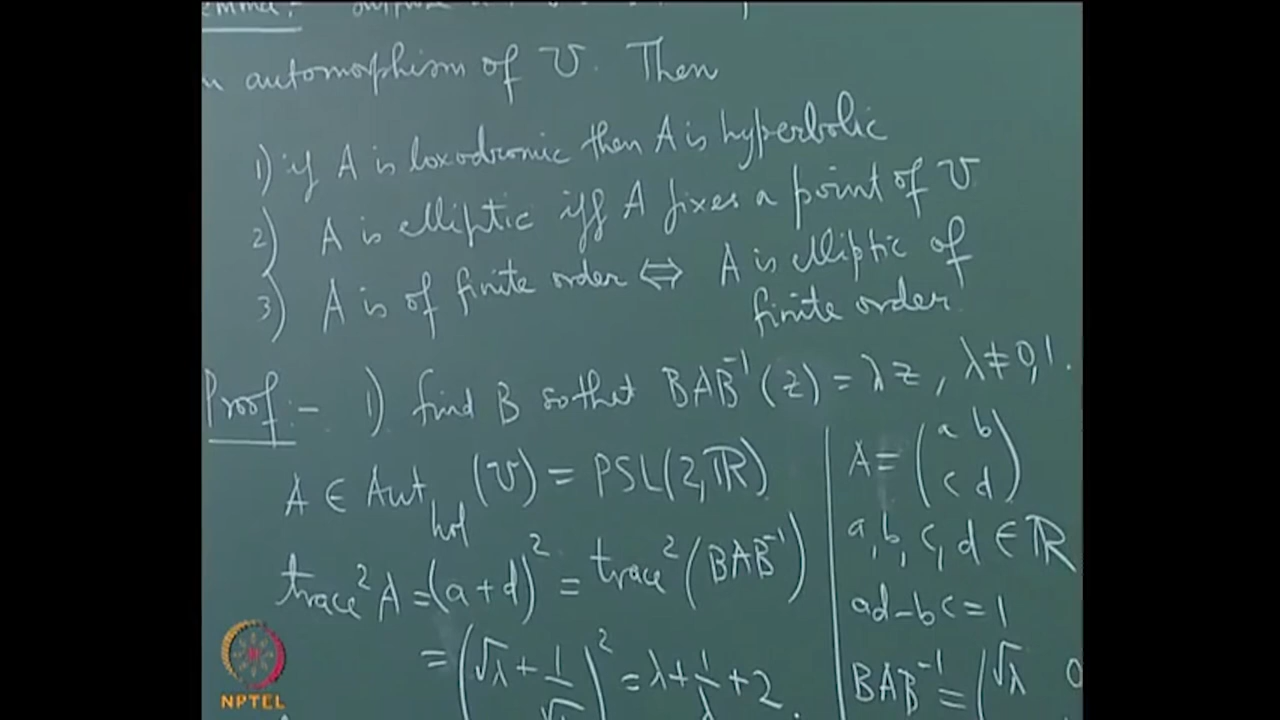 emma:-
automorphism of U. Then
1) if A is loxodromic then A is hyperbolic
2) A is elliptic iff A fixes a point of U
3) A is of finite order ⇔ A is elliptic of
finite order.
Proof:- 1) find B so that BAB⁻¹(z) = λz, λ≠0,1.
A ∈ Aut_hol (U) = PSL(2,ℝ)
trace²A = (a+d)² = trace²(BAB⁻¹)
= (√λ + 1/√λ)² = λ + 1/λ + 2.
A = (a b
c d)
a, b, c, d ∈ ℝ
ad-bc=1
BAB⁻¹ = (√λ 0
NPTEL